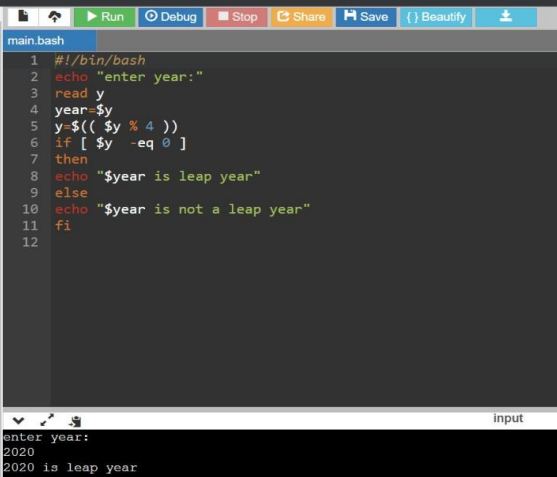 Run Debug Stop Share Save { } Beautify
main.bash
1 #!/bin/bash
2 echo "enter year:"
3 read y
4 year=$y
5 y=$(( $y % 4 ))
6 if [ $y  -eq 0 ]
7 then
8 echo "$year is leap year"
9 else
10 echo "$year is not a leap year"
11 fi
12
input
enter year:
2020
2020 is leap year